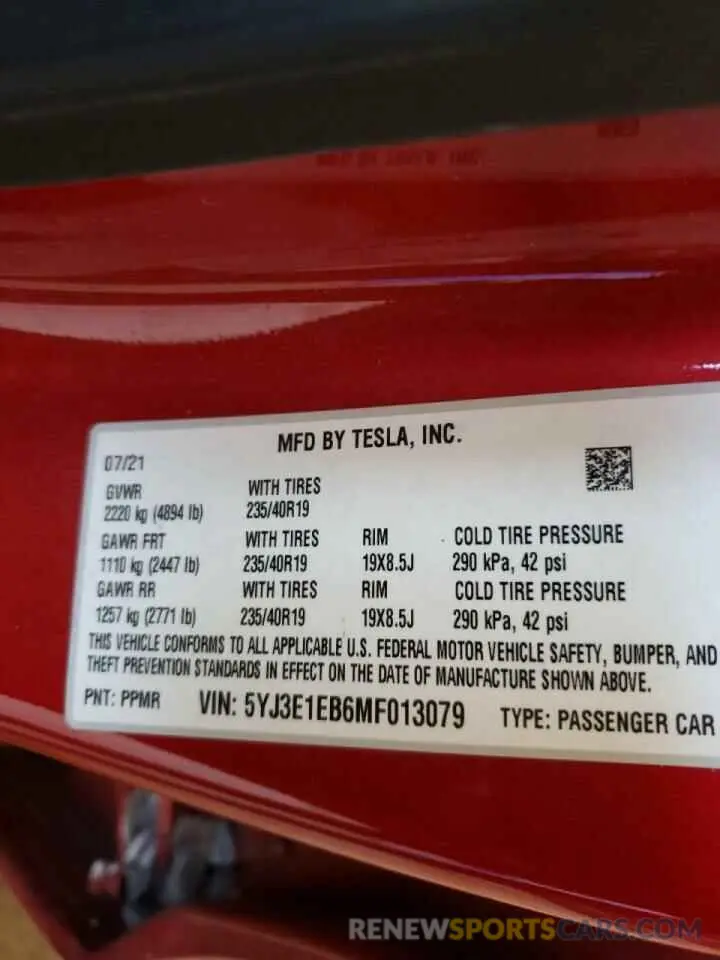 MFD BY TESLA, INC.
07/21
GVWR WITH TIRES
2220 kg (4894 lb) 235/40R19
GAWR FRT WITH TIRES RIM COLD TIRE PRESSURE
1110 kg (2447 lb) 235/40R19 19X8.5J 290 kPa, 42 psi
GAWR RR WITH TIRES RIM COLD TIRE PRESSURE
1257 kg (2771 lb) 235/40R19 19X8.5J 290 kPa, 42 psi
THIS VEHICLE CONFORMS TO ALL APPLICABLE U.S. FEDERAL MOTOR VEHICLE SAFETY, BUMPER, AND
THEFT PREVENTION STANDARDS IN EFFECT ON THE DATE OF MANUFACTURE SHOWN ABOVE.
PNT: PPMR VIN: 5YJ3E1EB6MF013079 TYPE: PASSENGER CAR
RENEWSPORTSCARS.COM